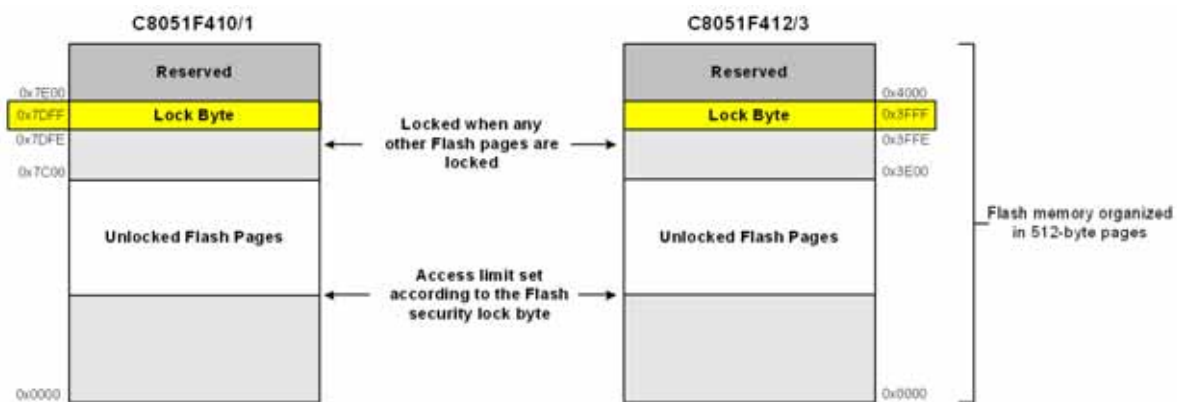 C8051F410/1
Reserved
0x7E00
0x7DFF
Lock Byte
0x7DFE
0x7C00
Unlocked Flash Pages
0x0000
Locked when any
other Flash pages are
locked
Access limit set
according to the Flash
security lock byte
C8051F412/3
Reserved
0x4000
Lock Byte
0x3FFF
0x3FFE
0x3E00
Unlocked Flash Pages
0x0000
Flash memory organized
in 512-byte pages